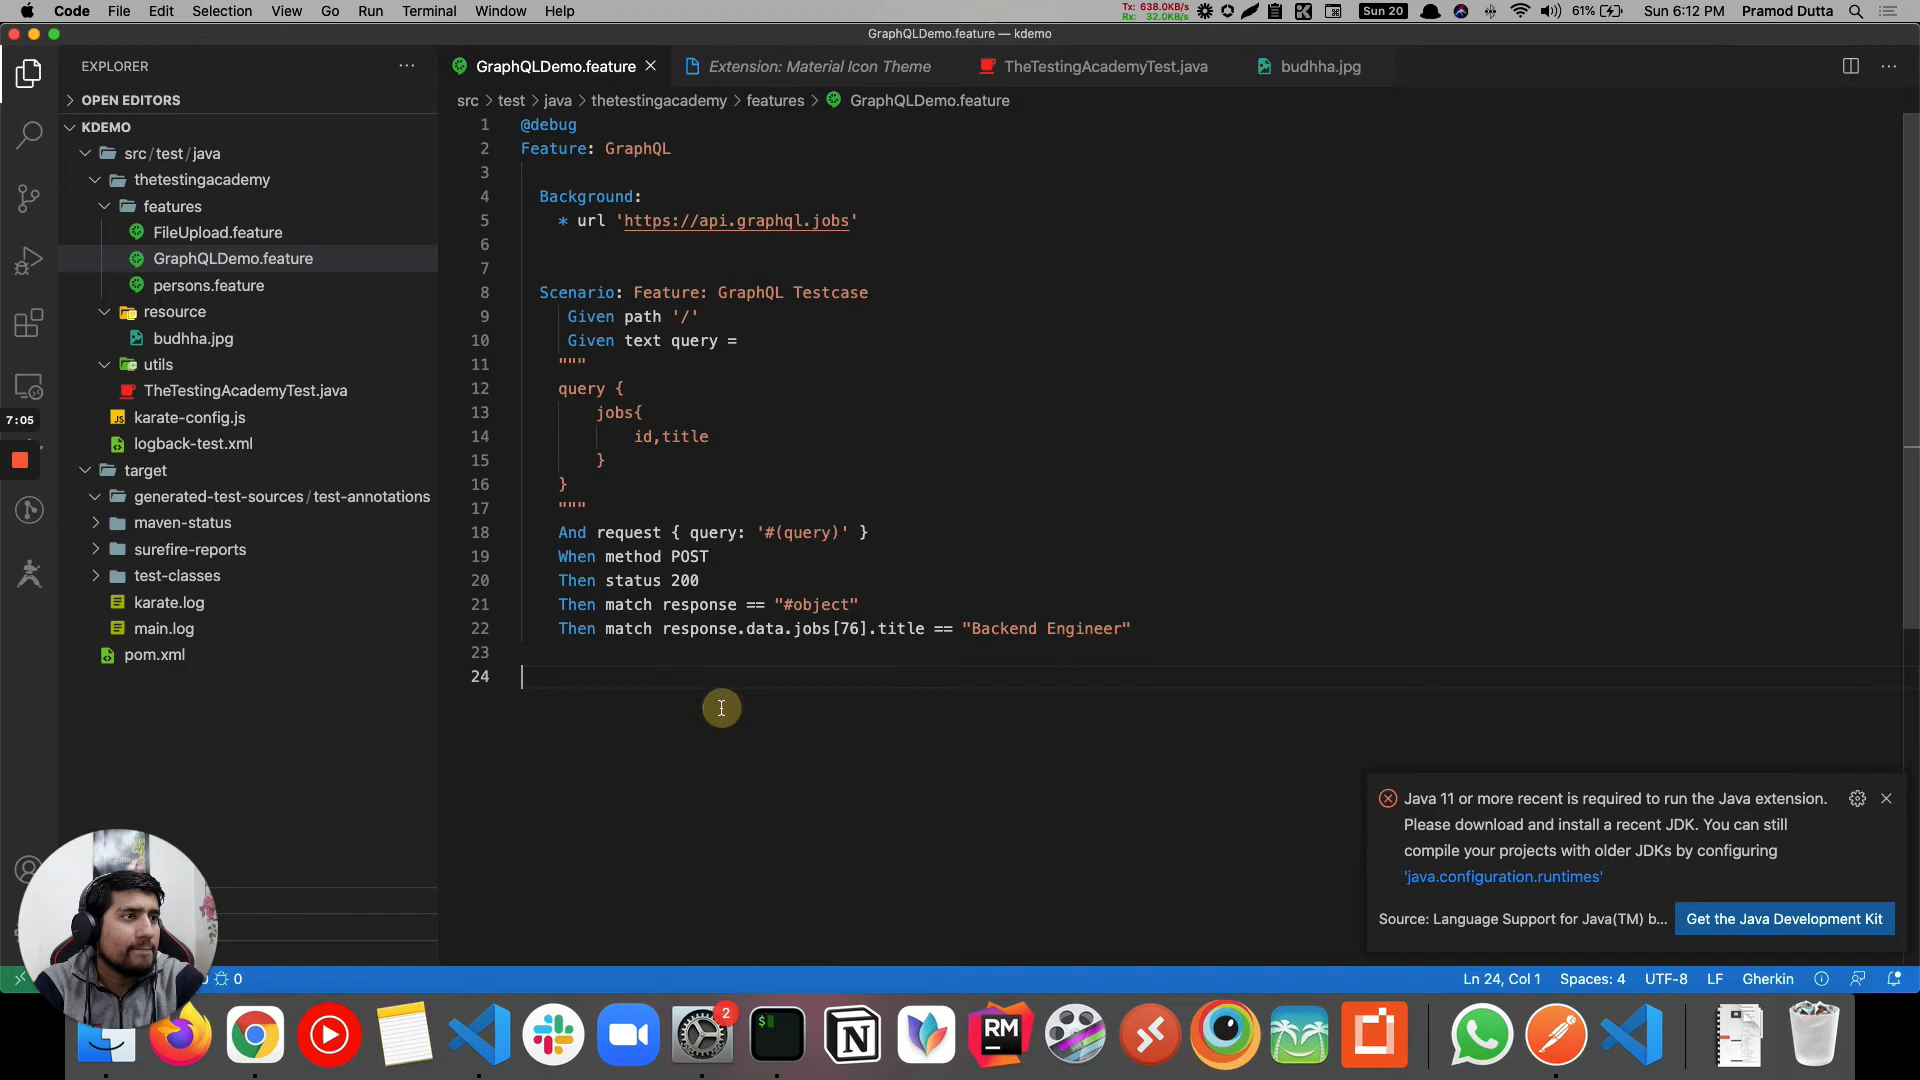 Code File Edit Selection View Go Run Terminal Window Help
Tx: 638.0KB/s
Rx: 32.0KB/s
Sun 20 61% Sun 6:12 PM Pramod Dutta
GraphQLDemo.feature — kdemo
EXPLORER
GraphQLDemo.feature Extension: Material Icon Theme TheTestingAcademyTest.java budhha.jpg
src > test > java > thetestingacademy > features > GraphQLDemo.feature
OPEN EDITORS
KDEMO
src/test/java
thetestingacademy
features
FileUpload.feature
GraphQLDemo.feature
persons.feature
resource
budhha.jpg
utils
TheTestingAcademyTest.java
JS karate-config.js
logback-test.xml
target
generated-test-sources/test-annotations
maven-status
surefire-reports
test-classes
karate.log
main.log
pom.xml
7:05
1 @debug
2 Feature: GraphQL
3
4 Background:
5 * url 'https://api.graphql.jobs'
6
7
8 Scenario: Feature: GraphQL Testcase
9 Given path '/'
10 Given text query =
11 """
12 query {
13 jobs{
14 id,title
15 }
16 }
17 """
18 And request { query: '#(query)' }
19 When method POST
20 Then status 200
21 Then match response == "#object"
22 Then match response.data.jobs[76].title == "Backend Engineer"
23
24
Java 11 or more recent is required to run the Java extension.
Please download and install a recent JDK. You can still
compile your projects with older JDKs by configuring
'java.configuration.runtimes'
Source: Language Support for Java(TM) b... Get the Java Development Kit
0 Ln 24, Col 1 Spaces: 4 UTF-8 LF Gherkin
2
$
N
RM